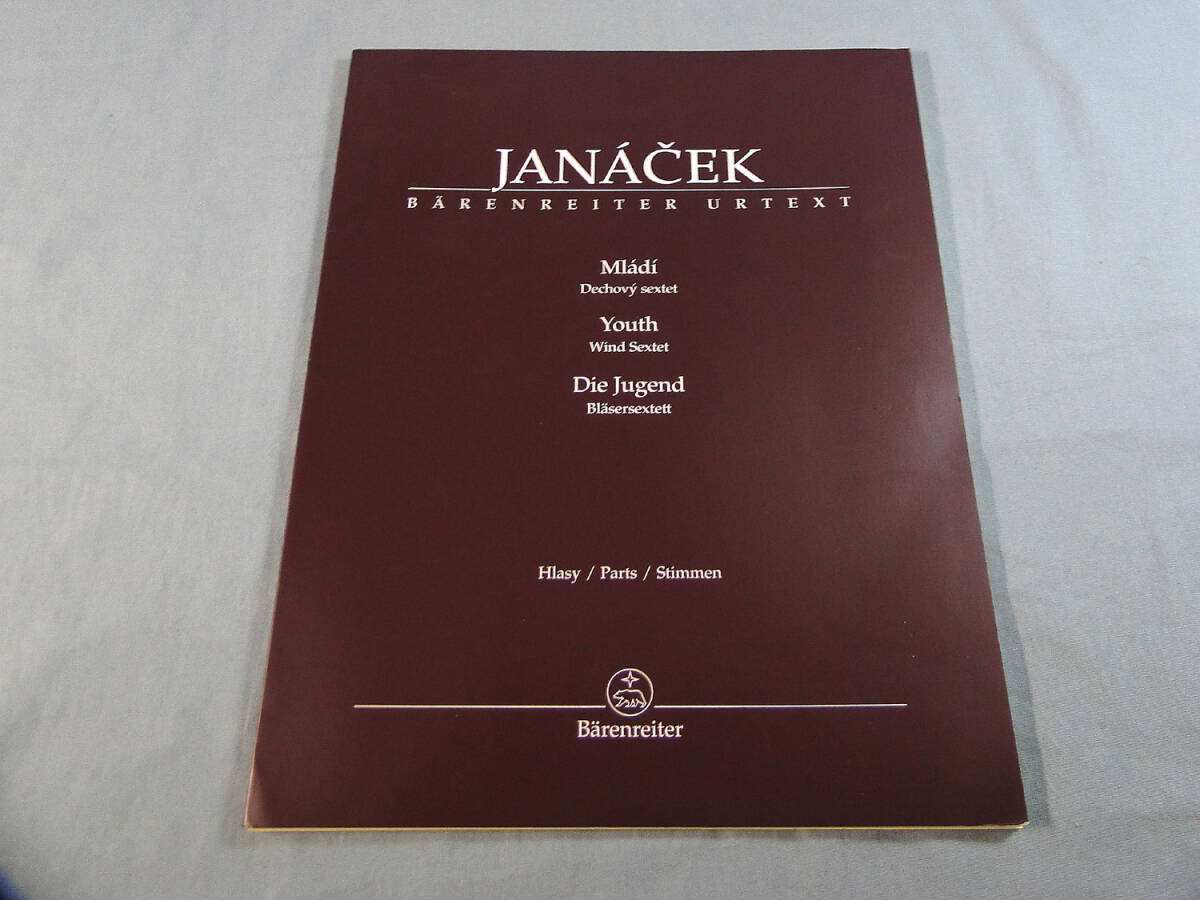 JANÁČEK
BÄRENREITER URTEXT
Mládí
Dechový sextet
Youth
Wind Sextet
Die Jugend
Bläsersextett
Hlasy / Parts / Stimmen
Bärenreiter